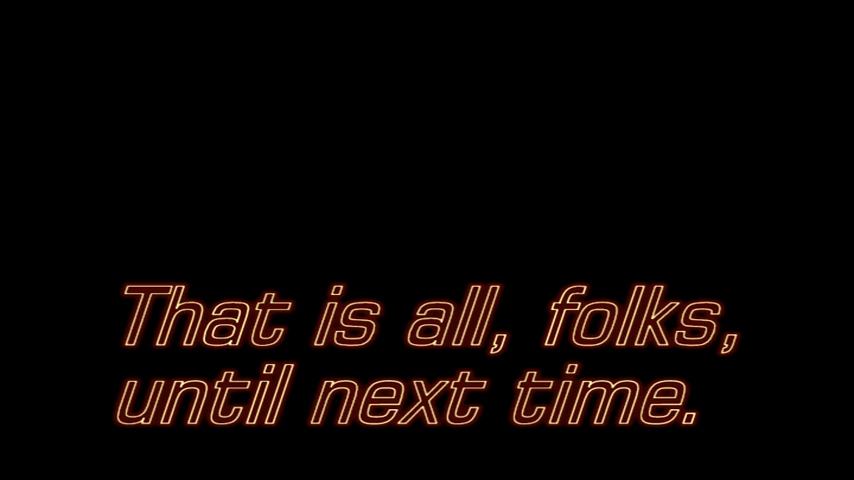 That is all, folks,
until next time.